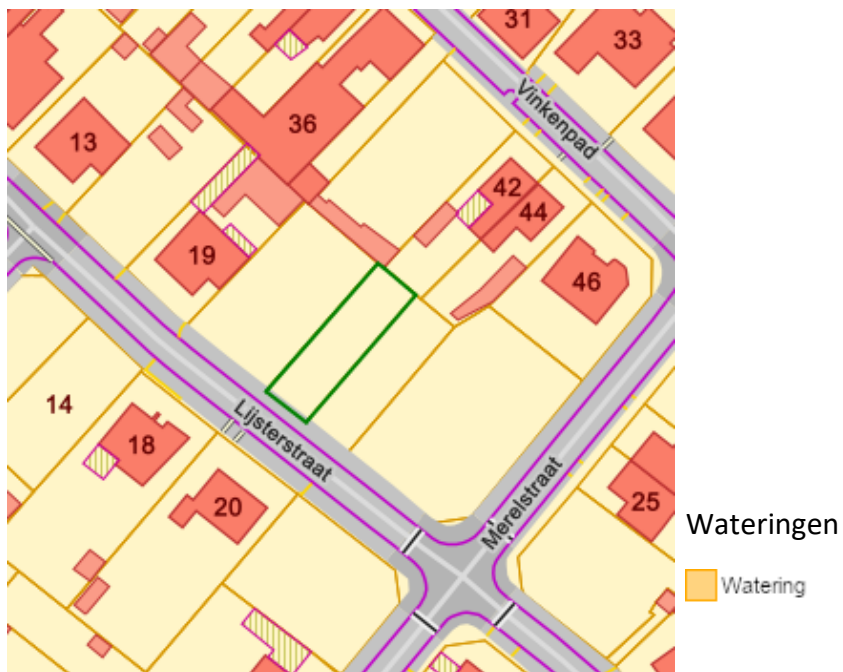 31
33
Vinkenpad
13
36
42
44
19
46
14
Lijsterstraat
18
Merelstraat
20
25
Wateringen
Watering